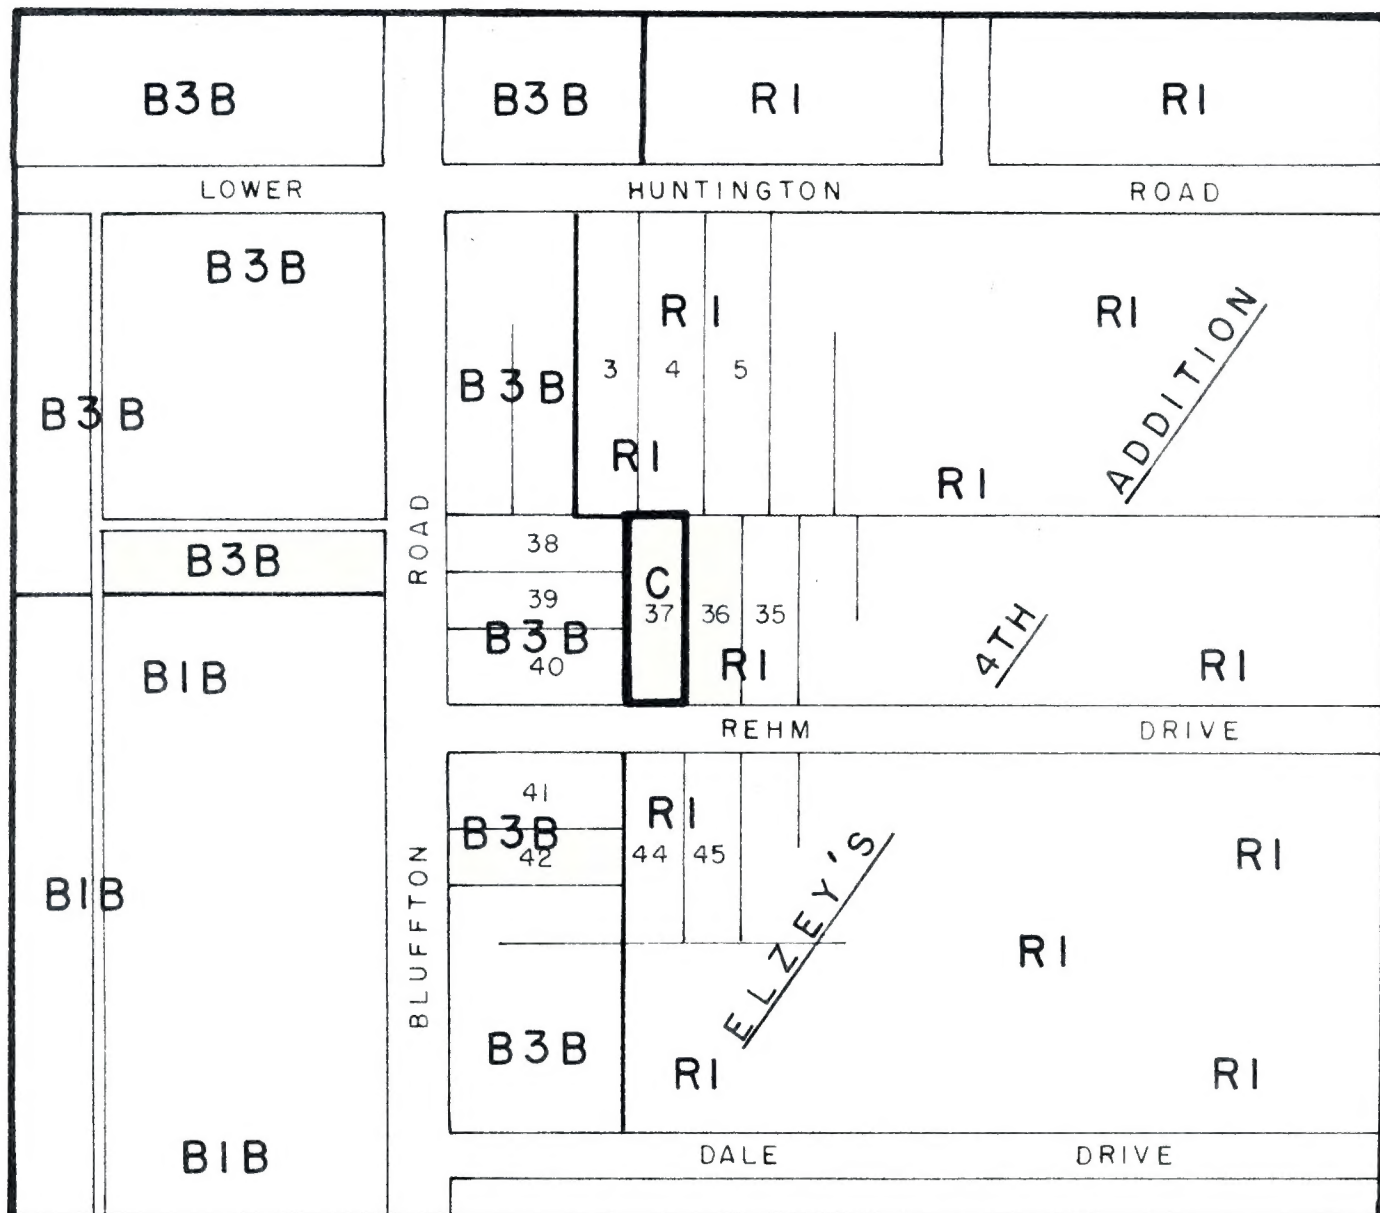 B3B
B3B
R1
R1
LOWER HUNTINGTON ROAD
B3B
B3B
B3B
R1
3
4
5
R1
R1
R1
ADDITION
ROAD
B3B
38
39
B3B
40
C
37
36
35
R1
4TH
R1
B1B
REHM DRIVE
41
B3B
42
R1
44
45
R1
B1B
BLUFFTON
ELZEY'S
R1
B3B
R1
R1
B1B
DALE DRIVE